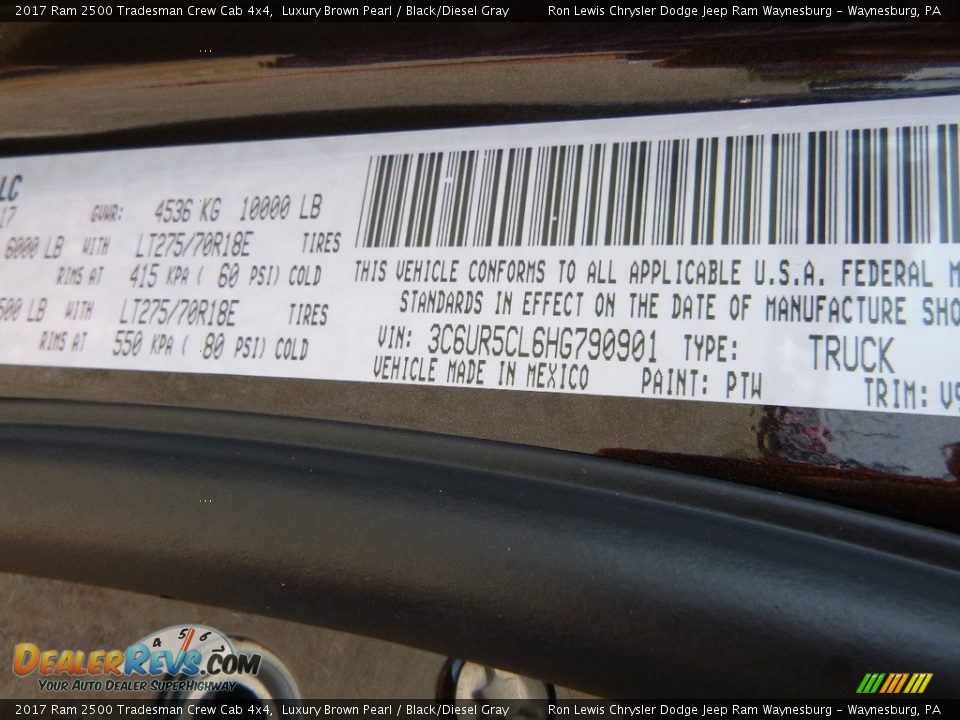 2017 Ram 2500 Tradesman Crew Cab 4x4, Luxury Brown Pearl / Black/Diesel Gray Ron Lewis Chrysler Dodge Jeep Ram Waynesburg - Waynesburg, PA
LC
17
GVWR: 4536 KG 10000 LB
6000 LB WITH LT275/70R18E TIRES
RIMS AT 415 KPA ( 60 PSI) COLD
500 LB WITH LT275/70R18E TIRES
RIMS AT 550 KPA ( 80 PSI) COLD
THIS VEHICLE CONFORMS TO ALL APPLICABLE U.S.A. FEDERAL M
STANDARDS IN EFFECT ON THE DATE OF MANUFACTURE SHO
VIN: 3C6UR5CL6HG790901 TYPE: TRUCK
VEHICLE MADE IN MEXICO PAINT: PTW TRIM: V9
4 5 6 7
DEALERREVS.COM
YOUR AUTO DEALER SUPERHIGHWAY
2017 Ram 2500 Tradesman Crew Cab 4x4, Luxury Brown Pearl / Black/Diesel Gray Ron Lewis Chrysler Dodge Jeep Ram Waynesburg - Waynesburg, PA